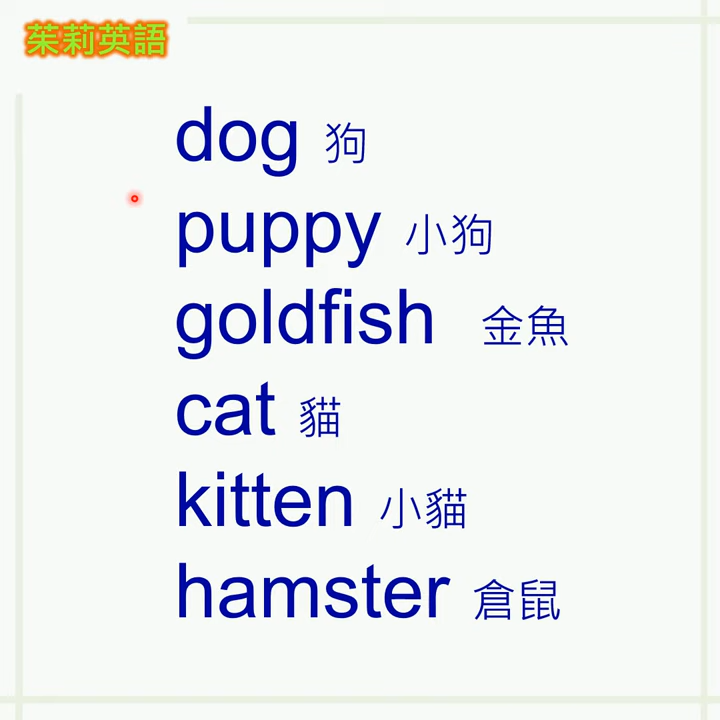 茱莉英語
dog 狗
puppy 小狗
goldfish 金魚
cat 貓
kitten 小貓
hamster 倉鼠